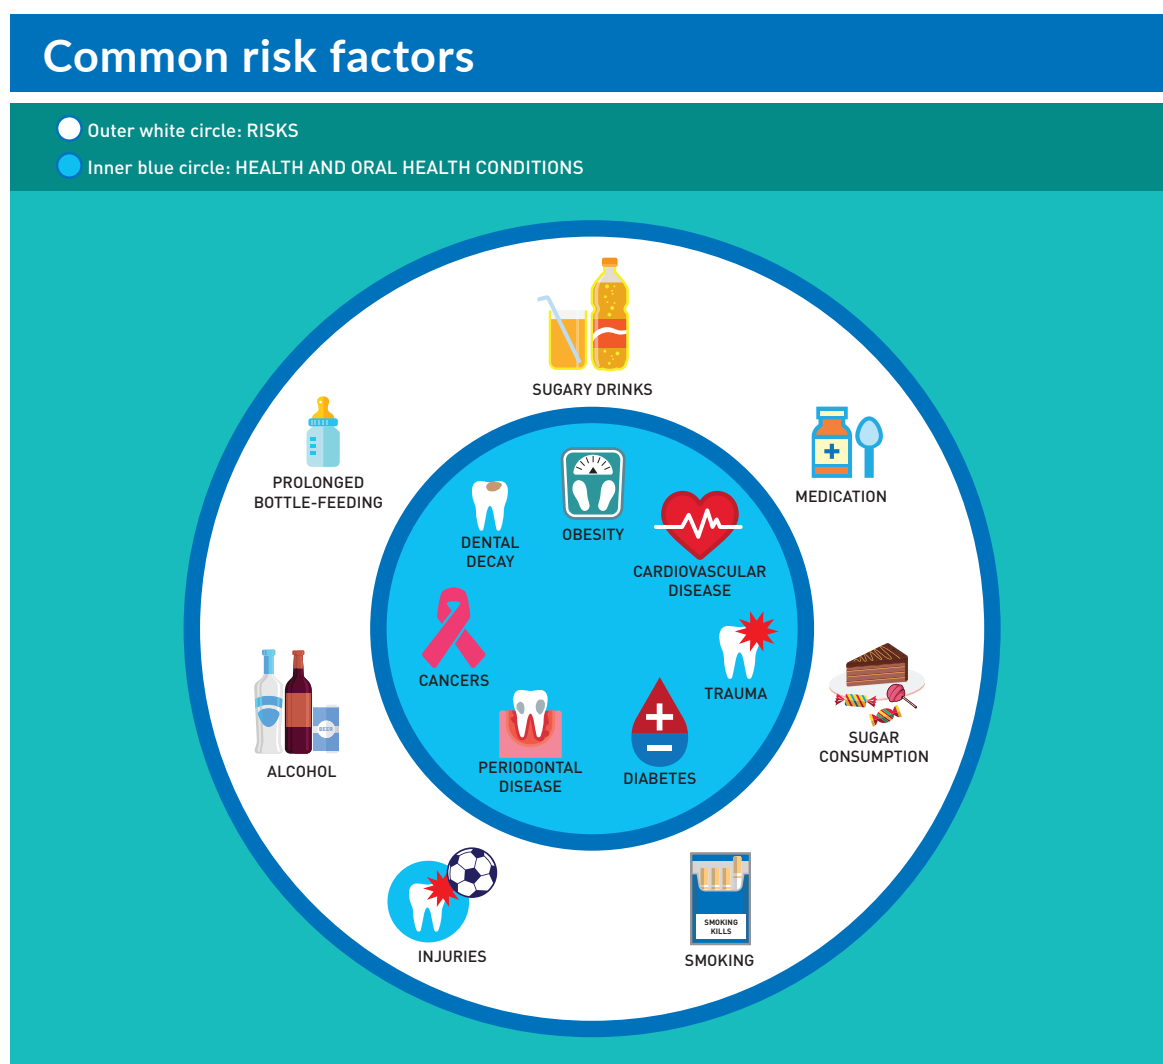 Common risk factors
Outer white circle: RISKS
Inner blue circle: HEALTH AND ORAL HEALTH CONDITIONS
SUGARY DRINKS
PROLONGED
BOTTLE-FEEDING
MEDICATION
OBESITY
DENTAL
DECAY
CARDIOVASCULAR
DISEASE
CANCERS
TRAUMA
PERIODONTAL
DISEASE
DIABETES
BEER
ALCOHOL
SUGAR
CONSUMPTION
INJURIES
SMOKING
KILLS
SMOKING